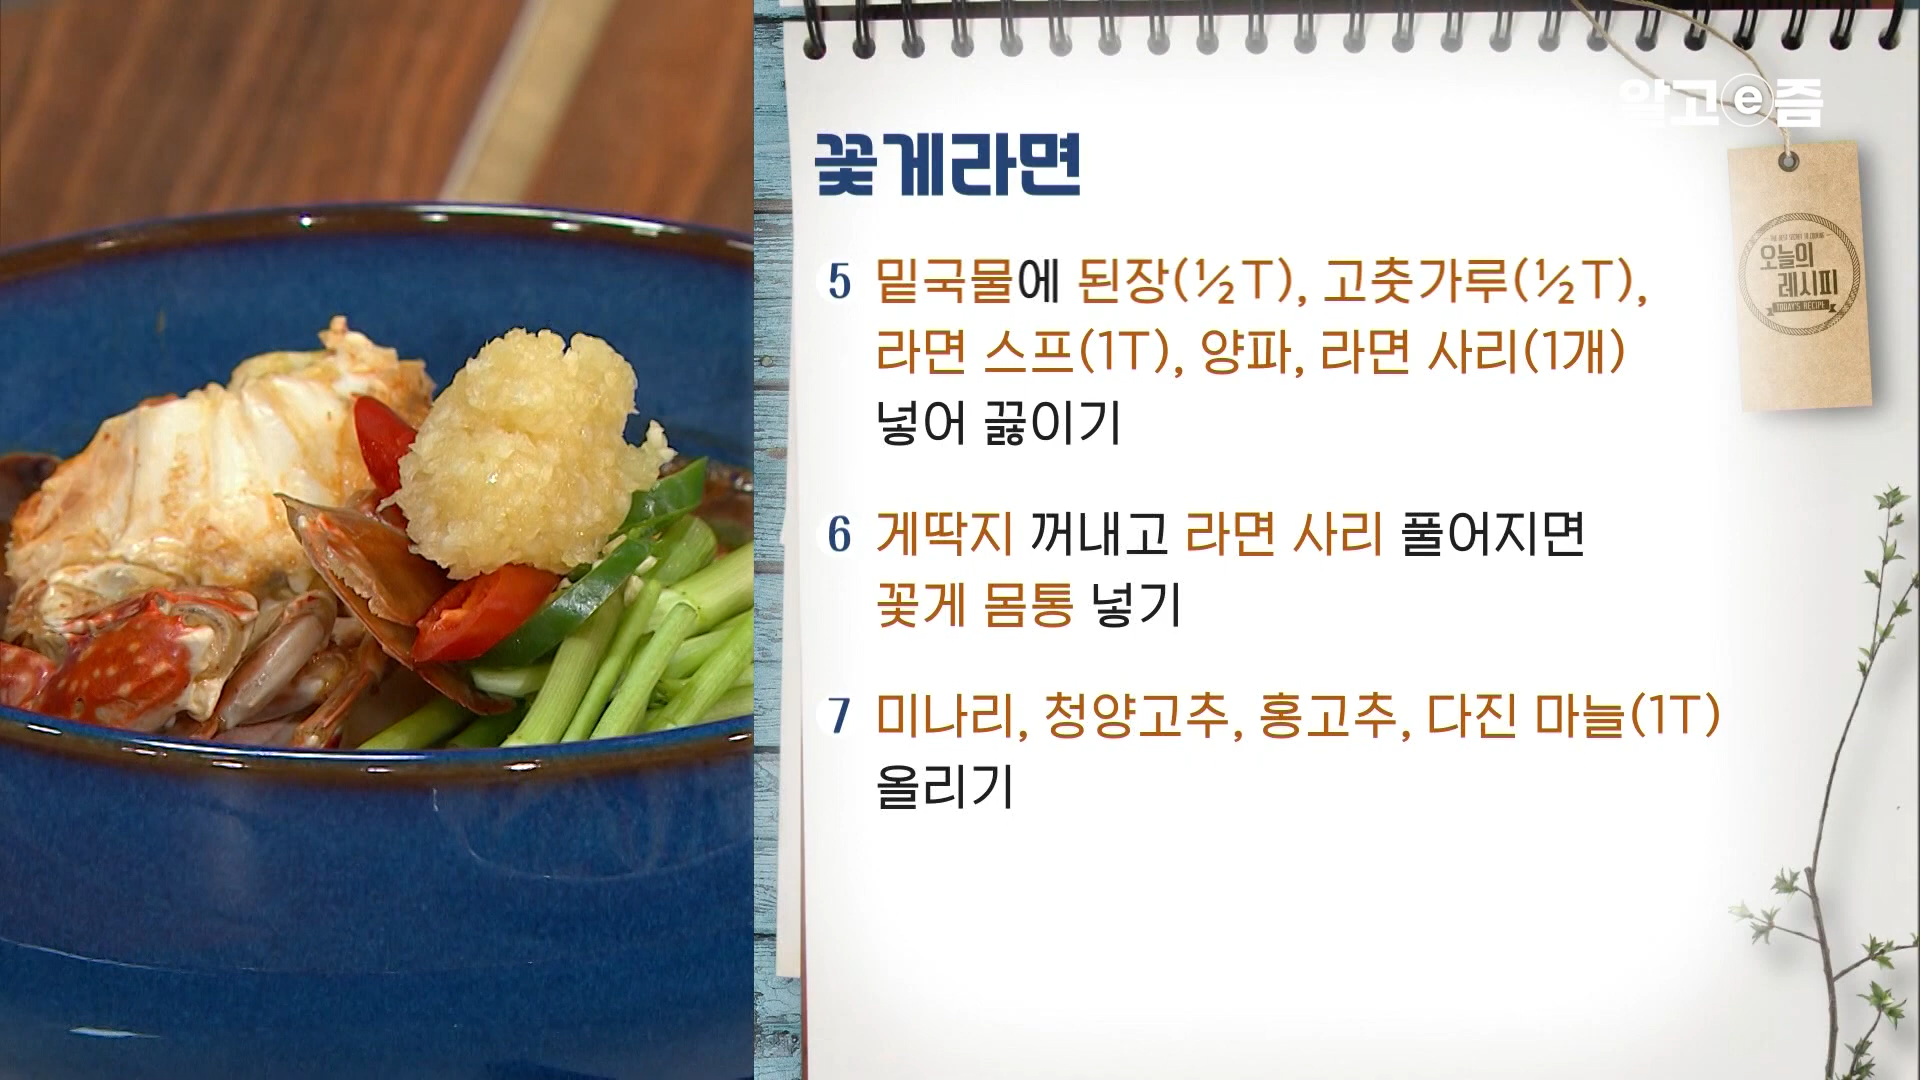 알고e즘
꽃게라면
5 밑국물에 된장(½T), 고춧가루(½T),
라면 스프(1T), 양파, 라면 사리(1개)
넣어 끓이기
6 게딱지 꺼내고 라면 사리 풀어지면
꽃게 몸통 넣기
7 미나리, 청양고추, 홍고추, 다진 마늘(1T)
올리기
오늘의
레시피
TODAY'S RECIPE